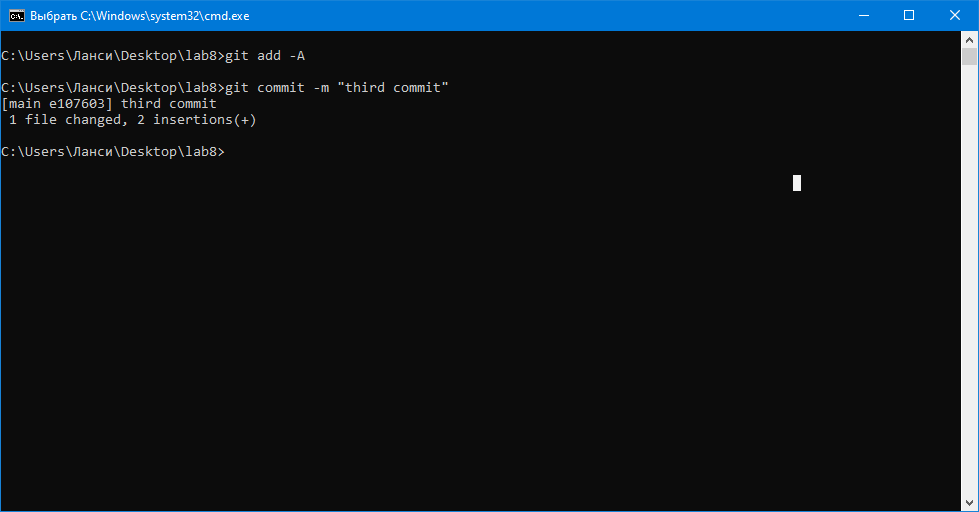 Выбрать C:\Windows\system32\cmd.exe
C:\Users\Ланси\Desktop\lab8>git add -A
C:\Users\Ланси\Desktop\lab8>git commit -m "third commit"
[main e107603] third commit
 1 file changed, 2 insertions(+)
C:\Users\Ланси\Desktop\lab8>